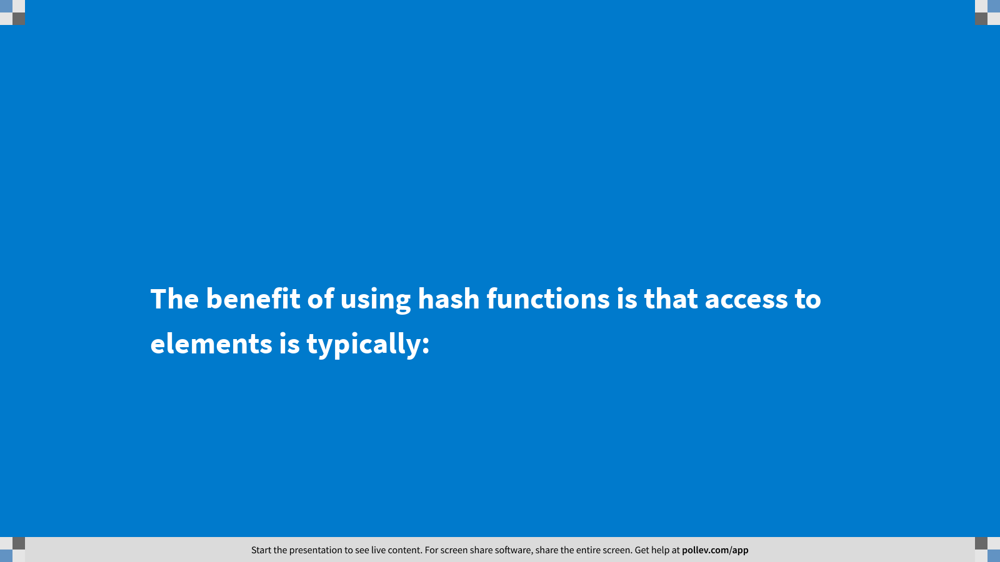 The benefit of using hash functions is that access to
elements is typically:
Start the presentation to see live content. For screen share software, share the entire screen. Get help at pollev.com/app